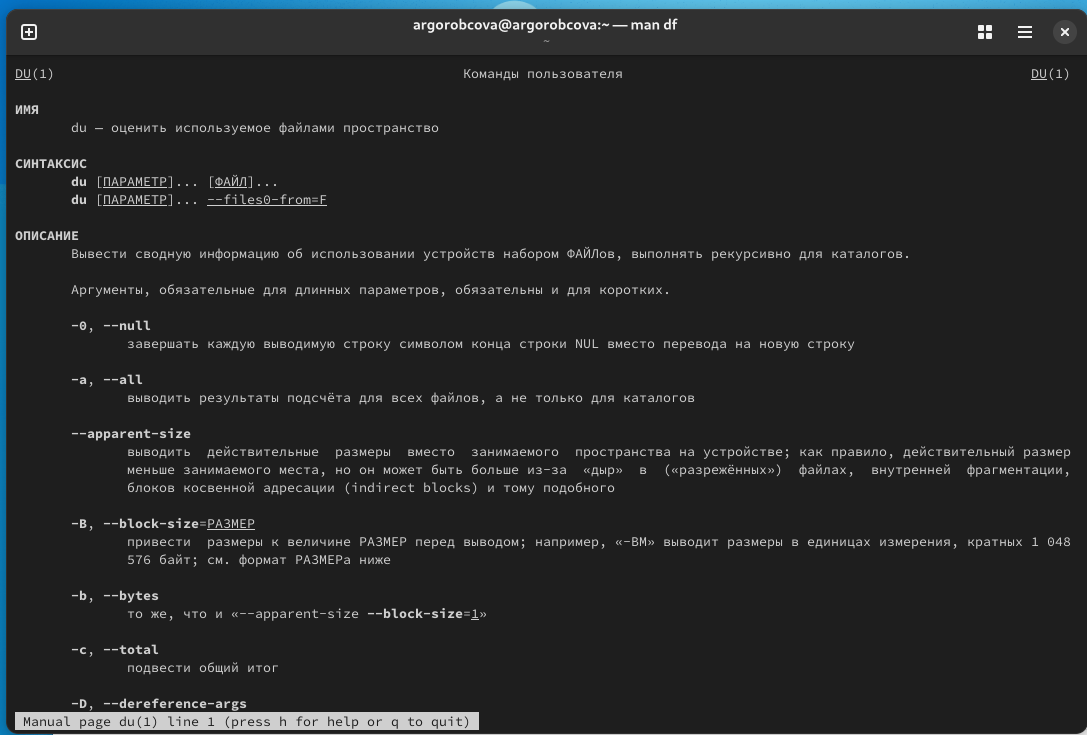 argorobcova@argorobcova:~ — man df
~
DU(1) Команды пользователя DU(1)
ИМЯ
du — оценить используемое файлами пространство
СИНТАКСИС
du [ПАРАМЕТР]... [ФАЙЛ]...
du [ПАРАМЕТР]... --files0-from=F
ОПИСАНИЕ
Вывести сводную информацию об использовании устройств набором ФАЙЛов, выполнять рекурсивно для каталогов.
Аргументы, обязательные для длинных параметров, обязательны и для коротких.
-0, --null
завершать каждую выводимую строку символом конца строки NUL вместо перевода на новую строку
-a, --all
выводить результаты подсчёта для всех файлов, а не только для каталогов
--apparent-size
выводить действительные размеры вместо занимаемого пространства на устройстве; как правило, действительный размер
меньше занимаемого места, но он может быть больше из-за «дыр» в («разрежённых») файлах, внутренней фрагментации,
блоков косвенной адресации (indirect blocks) и тому подобного
-B, --block-size=РАЗМЕР
привести размеры к величине РАЗМЕР перед выводом; например, «-BM» выводит размеры в единицах измерения, кратных 1 048
576 байт; см. формат РАЗМЕРа ниже
-b, --bytes
то же, что и «--apparent-size --block-size=1»
-c, --total
подвести общий итог
-D, --dereference-args
Manual page du(1) line 1 (press h for help or q to quit)